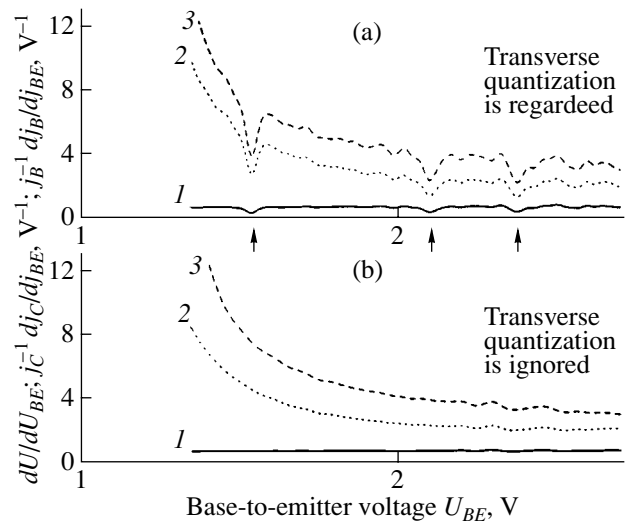 dU/dU_BE; j_C^{-1} dj_C/dj_BE, V^{-1}; j_B^{-1} dj_B/dj_BE, V^{-1}
12
8
4
0
3
2
1
(a)
Transverse
quantization
is regardeed
1
2
12
8
4
0
3
2
1
(b)
Transverse
quantization
is ignored
1
2
Base-to-emitter voltage U_BE, V